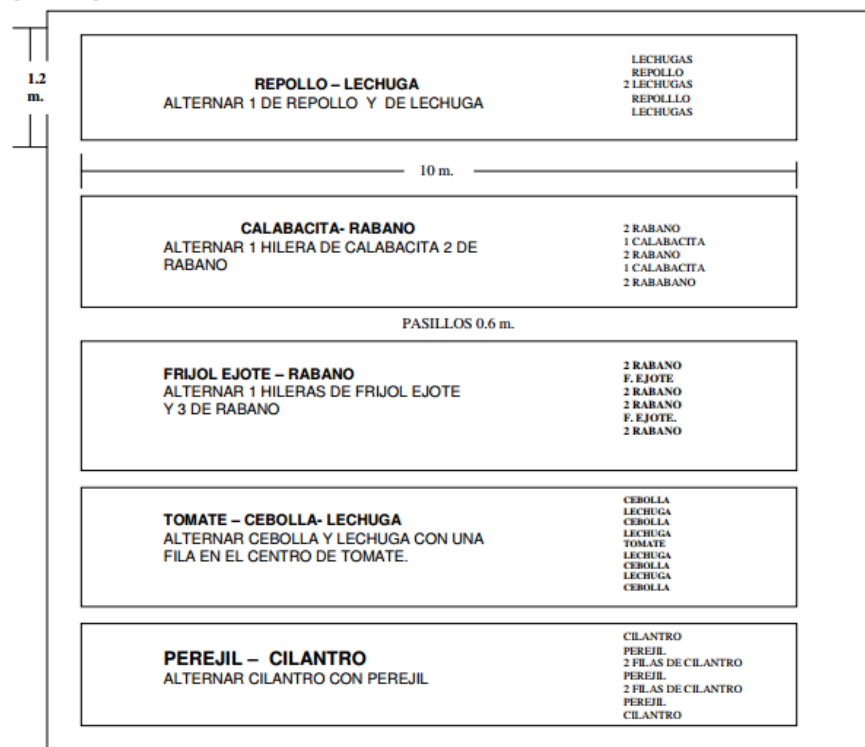 1.2
m.
REPOLLO – LECHUGA
ALTERNAR 1 DE REPOLLO Y DE LECHUGA
LECHUGAS
REPOLLO
2 LECHUGAS
REPOLLLO
LECHUGAS
10 m.
CALABACITA- RABANO
ALTERNAR 1 HILERA DE CALABACITA 2 DE
RABANO
2 RABANO
1 CALABACITA
2 RABANO
1 CALABACITA
2 RABABANO
PASILLOS 0.6 m.
FRIJOL EJOTE – RABANO
ALTERNAR 1 HILERAS DE FRIJOL EJOTE
Y 3 DE RABANO
2 RABANO
F. EJOTE
2 RABANO
2 RABANO
F. EJOTE.
2 RABANO
TOMATE – CEBOLLA- LECHUGA
ALTERNAR CEBOLLA Y LECHUGA CON UNA
FILA EN EL CENTRO DE TOMATE.
CEBOLLA
LECHUGA
CEBOLLA
LECHUGA
TOMATE
LECHUGA
CEBOLLA
LECHUGA
CEBOLLA
PEREJIL – CILANTRO
ALTERNAR CILANTRO CON PEREJIL
CILANTRO
PEREJIL
2 FILAS DE CILANTRO
PEREJIL
2 FILAS DE CILANTRO
PEREJIL
CILANTRO